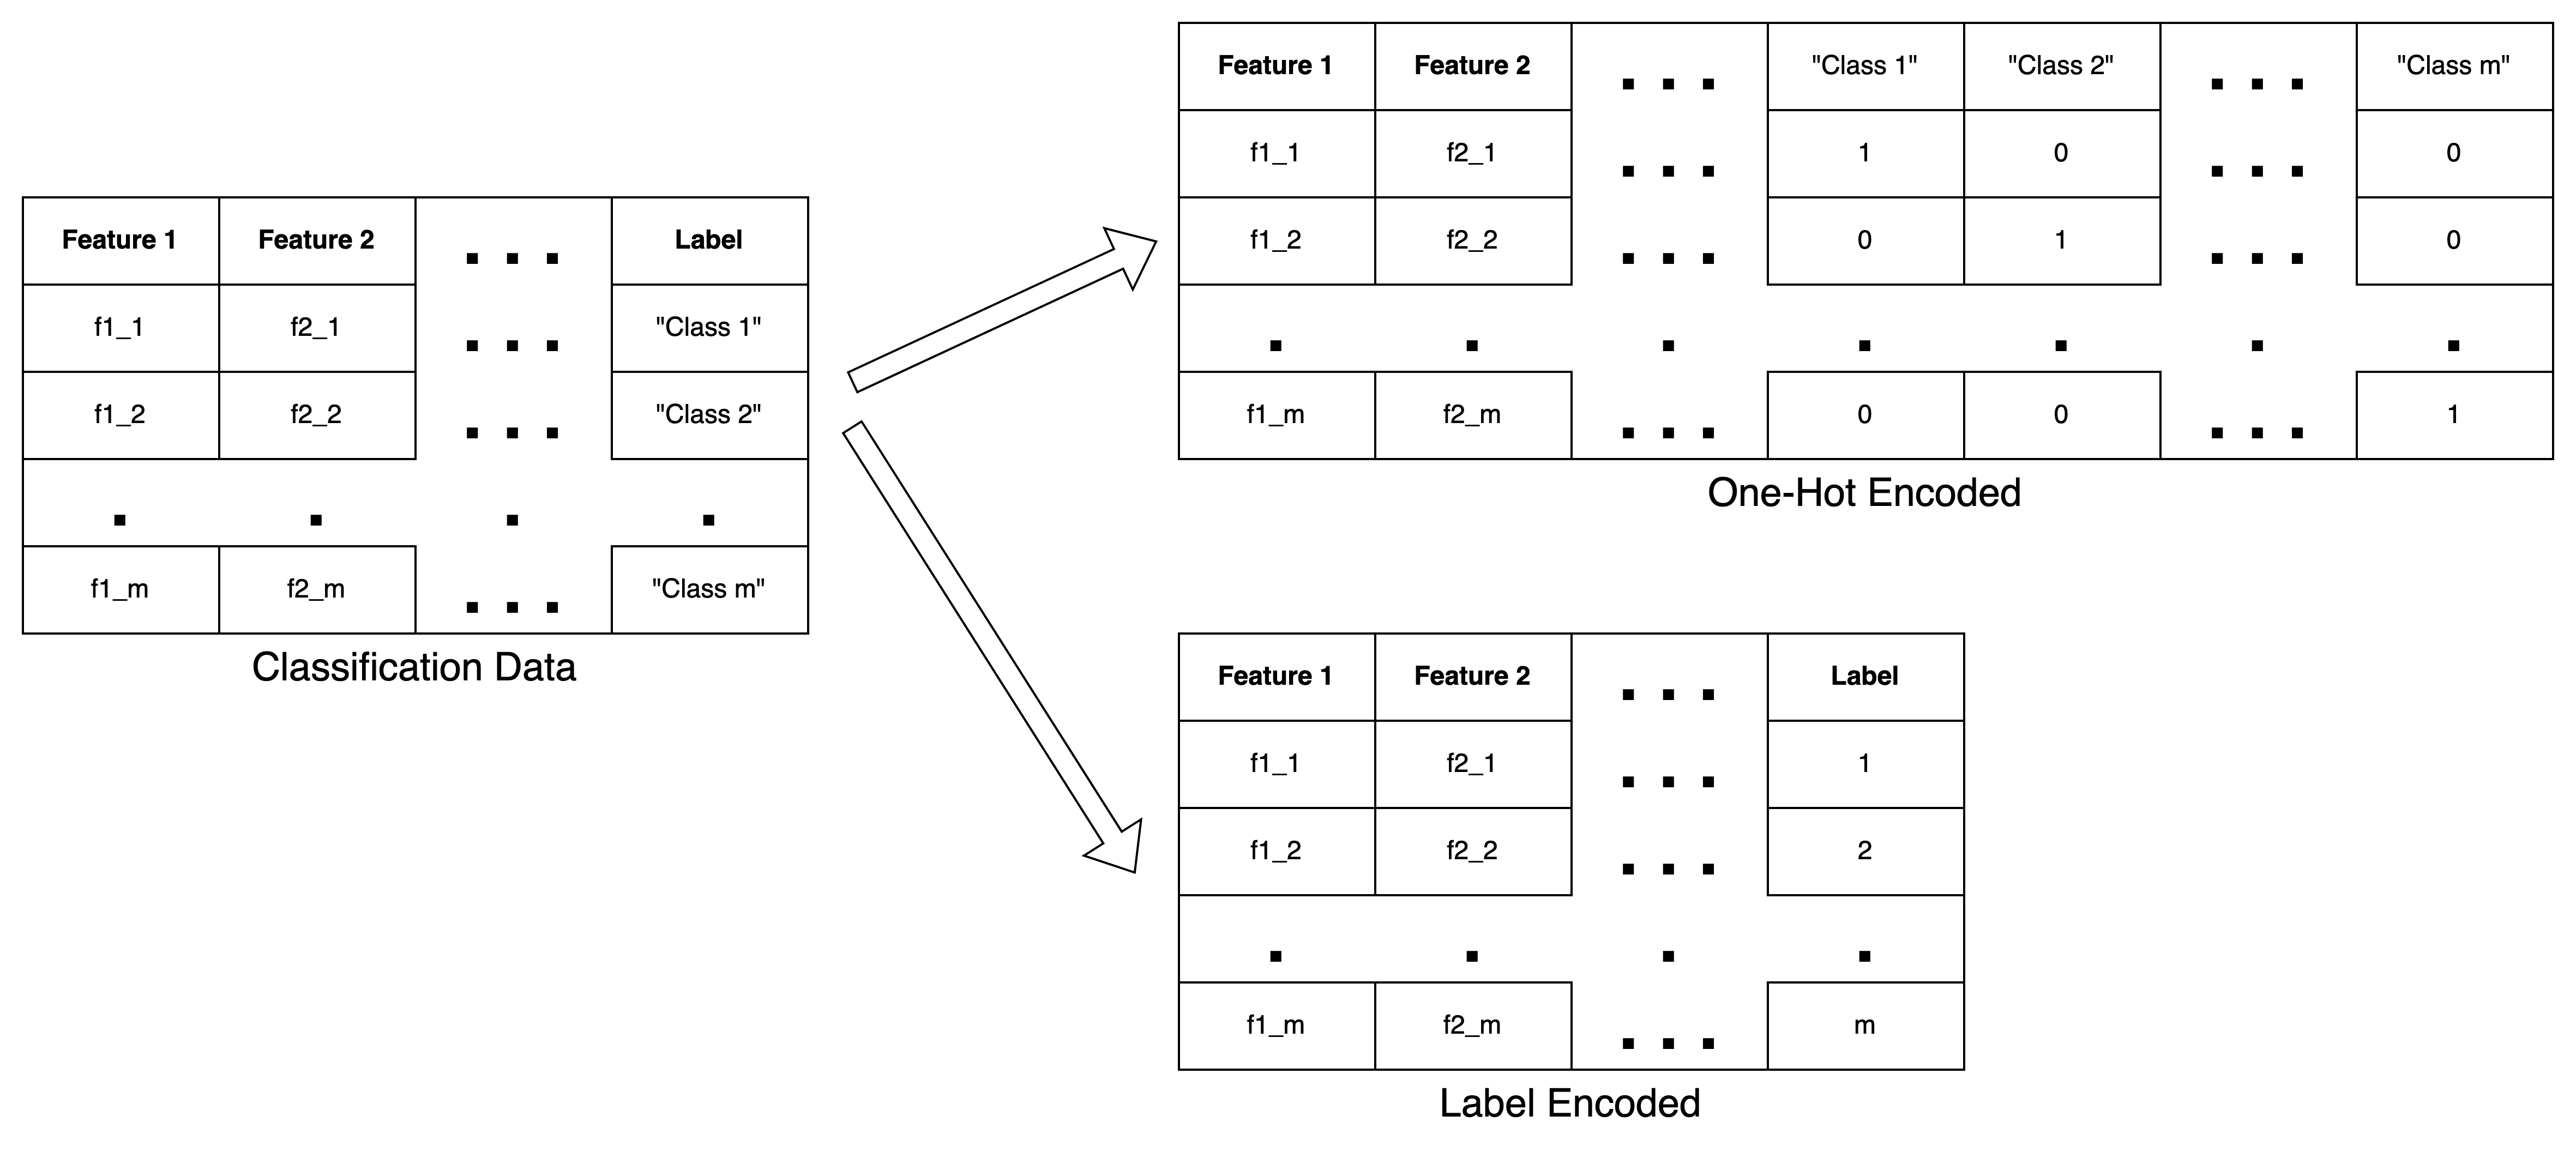 Feature 1 Feature 2 . . . Label
f1_1 f2_1 . . . "Class 1"
f1_2 f2_2 . . . "Class 2"
. . . .
f1_m f2_m . . . "Class m"
Classification Data
Feature 1 Feature 2 . . . "Class 1" "Class 2" . . . "Class m"
f1_1 f2_1 . . . 1 0 . . . 0
f1_2 f2_2 . . . 0 1 . . . 0
. . . . . . .
f1_m f2_m . . . 0 0 . . . 1
One-Hot Encoded
Feature 1 Feature 2 . . . Label
f1_1 f2_1 . . . 1
f1_2 f2_2 . . . 2
. . . .
f1_m f2_m . . . m
Label Encoded